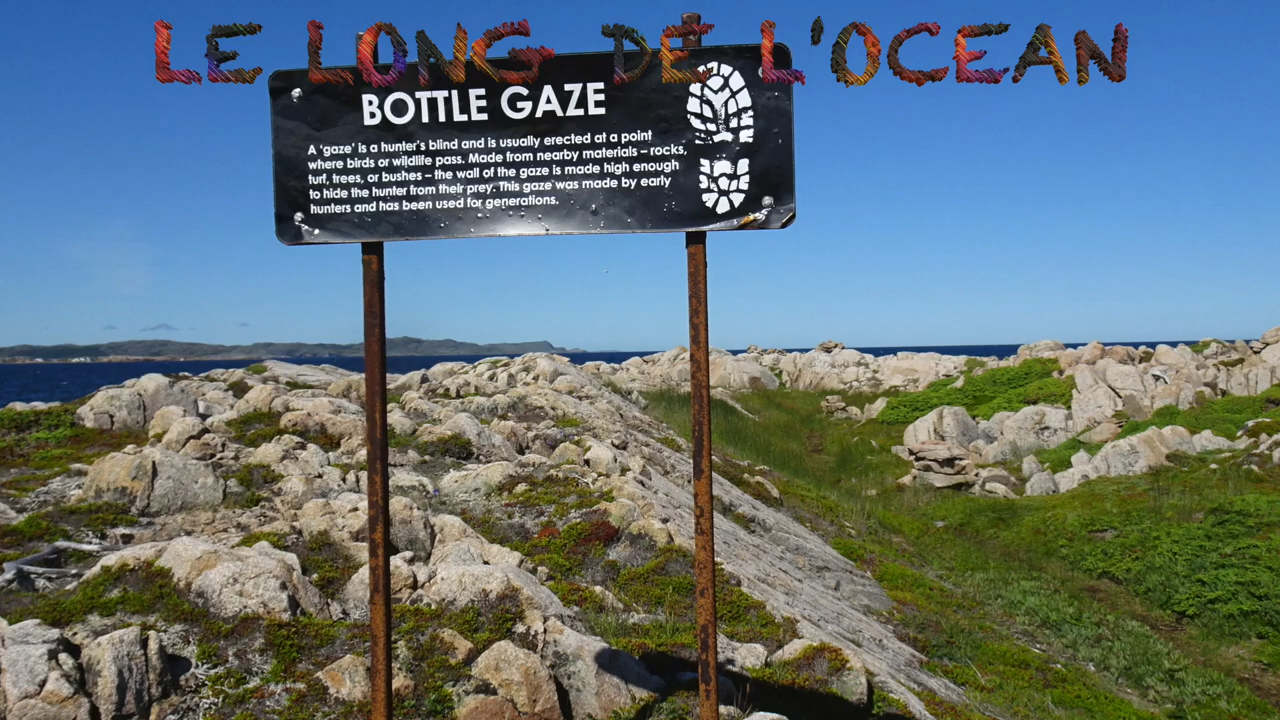 LE LONG DE L'OCEAN
BOTTLE GAZE
A 'gaze' is a hunter's blind and is usually erected at a point
where birds or wildlife pass. Made from nearby materials – rocks,
turf, trees, or bushes – the wall of the gaze is made high enough
to hide the hunter from their prey. This gaze was made by early
hunters and has been used for generations.